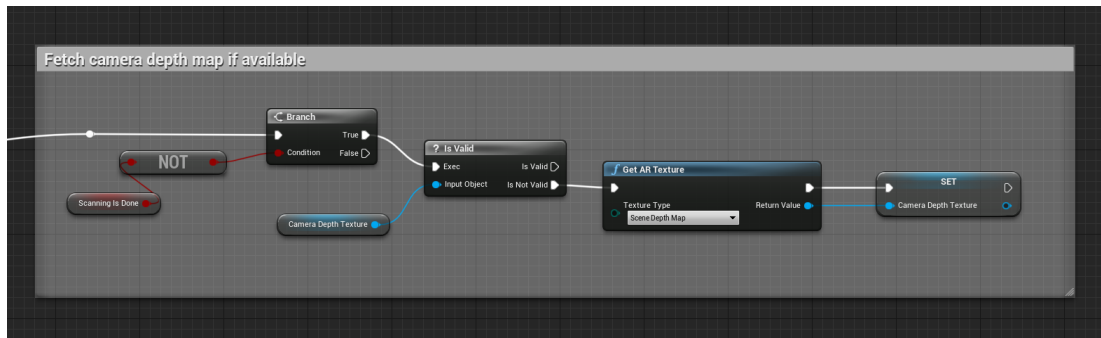 Fetch camera depth map if available
Branch
True
Condition
False
NOT
Scanning Is Done
? Is Valid
Exec
Is Valid
Input Object
Is Not Valid
Camera Depth Texture
f Get AR Texture
Texture Type
Return Value
Scene Depth Map
SET
Camera Depth Texture